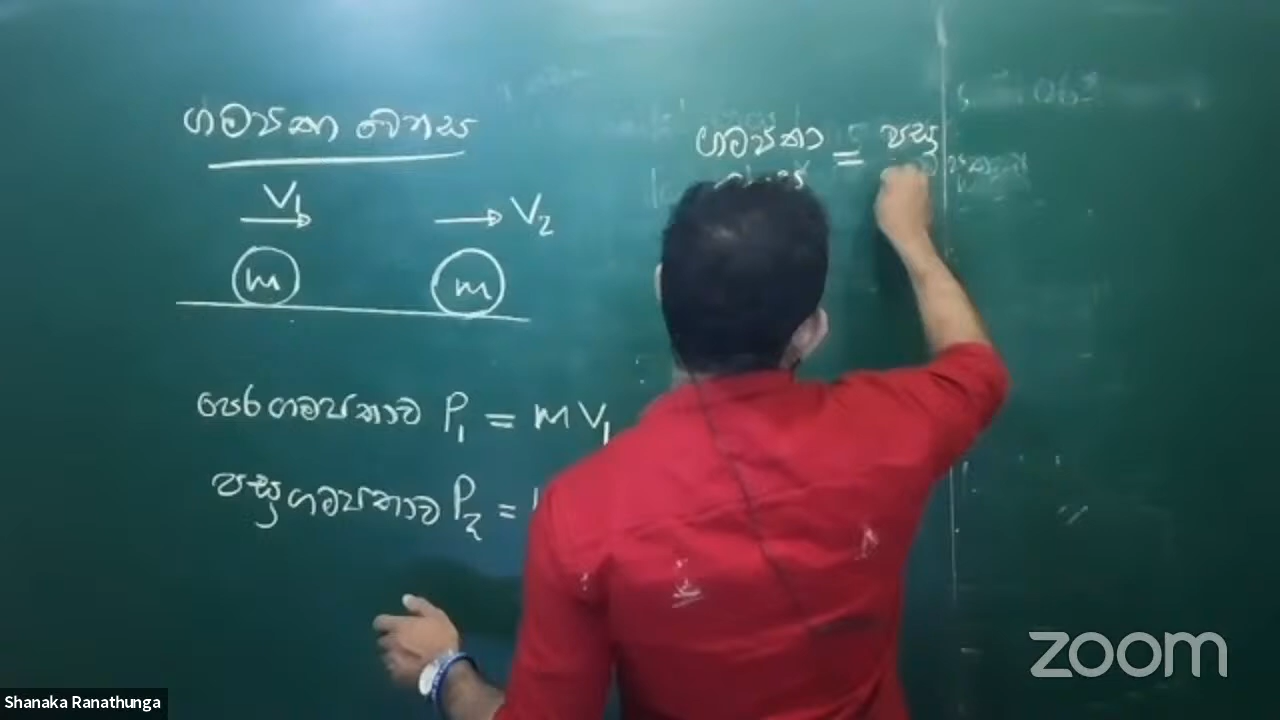 ගම්‍යතා වෙනස
V₁
V₂
m
m
පෙර ගම්‍යතාව P₁ = mV₁
පසු ගම්‍යතාව P₂ =
ගම්‍යතා = පසු
zoom
Shanaka Ranathunga